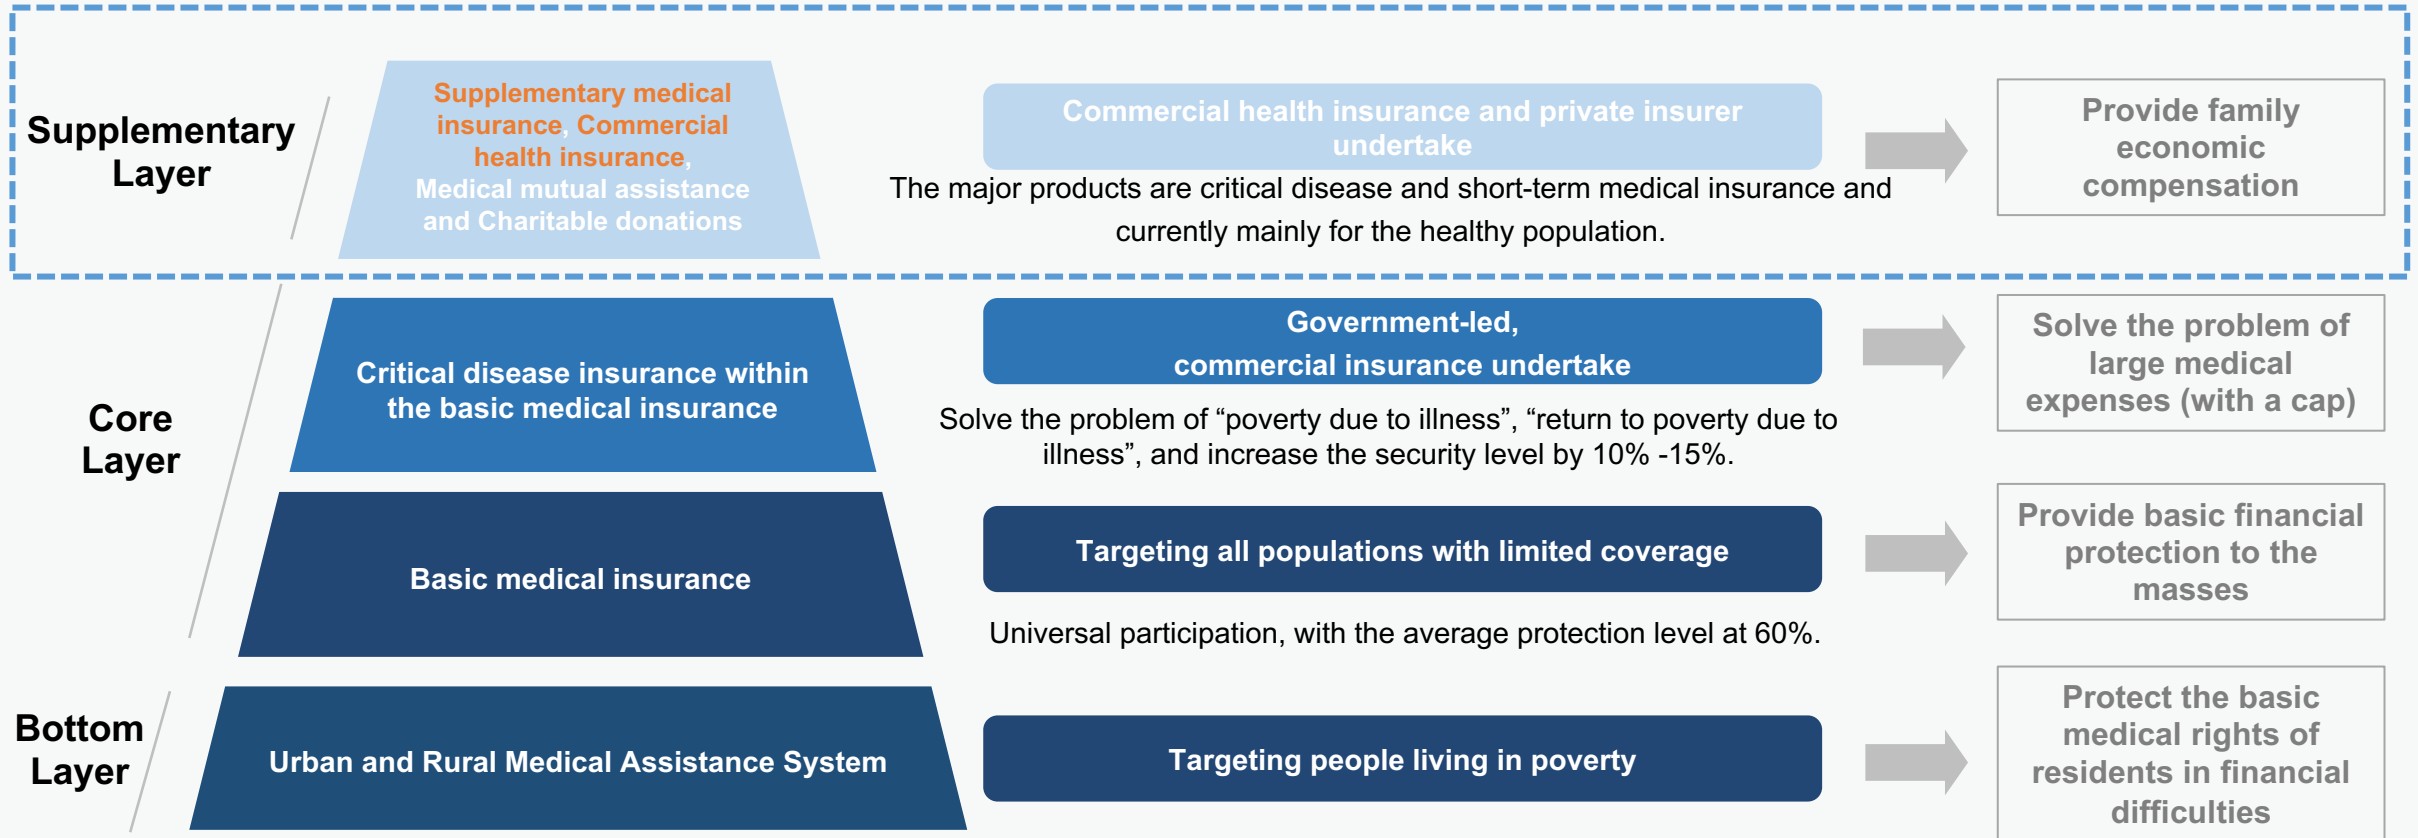 Supplementary
Layer
Supplementary medical
insurance, Commercial
health insurance,
Medical mutual assistance
and Charitable donations
Commercial health insurance and private insurer
undertake
The major products are critical disease and short-term medical insurance and
currently mainly for the healthy population.
Provide family
economic
compensation
Core
Layer
Critical disease insurance within
the basic medical insurance
Government-led,
commercial insurance undertake
Solve the problem of “poverty due to illness”, “return to poverty due to
illness”, and increase the security level by 10% -15%.
Solve the problem of
large medical
expenses (with a cap)
Basic medical insurance
Targeting all populations with limited coverage
Universal participation, with the average protection level at 60%.
Provide basic financial
protection to the
masses
Bottom
Layer
Urban and Rural Medical Assistance System
Targeting people living in poverty
Protect the basic
medical rights of
residents in financial
difficulties